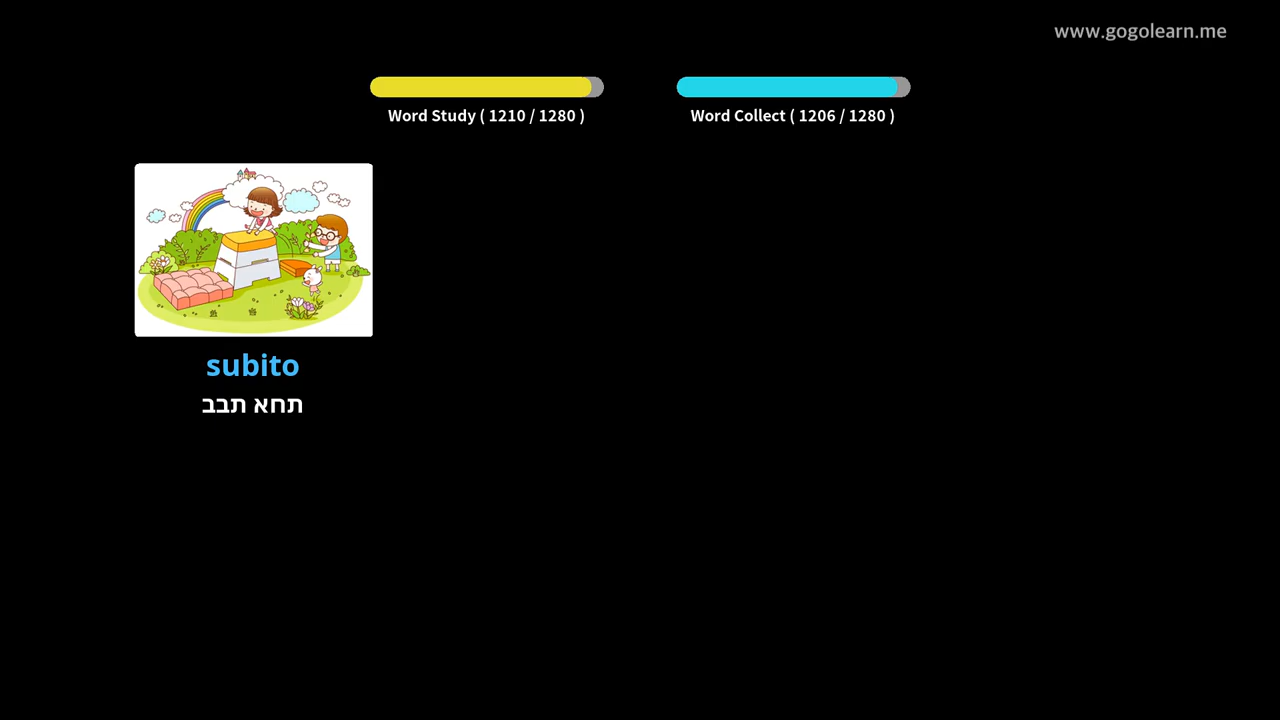 www.gogolearn.me
Word Study ( 1210 / 1280 )
Word Collect ( 1206 / 1280 )
subito
תחא תבב